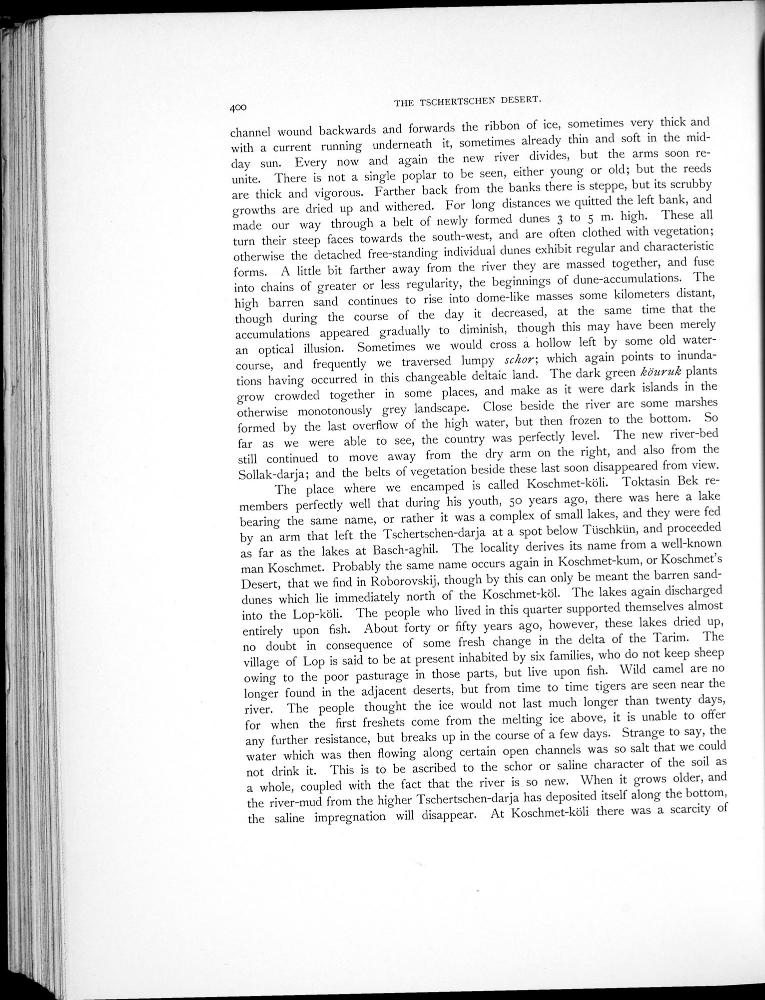 400
THE TSCHERTSCHEN DESERT.
channel wound backwards and forwards the ribbon of ice, sometimes very thick and
with a current running underneath it, sometimes already thin and soft in the mid-
day sun. Every now and again the new river divides, but the arms soon re-
unite. There is not a single poplar to be seen, either young or old; but the reeds
are thick and vigorous. Farther back from the banks there is steppe, but its scrubby
growths are dried up and withered. For long distances we quitted the left bank, and
made our way through a belt of newly formed dunes 3 to 5 m. high. These all
turn their steep faces towards the south-west, and are often clothed with vegetation;
otherwise the detached free-standing individual dunes exhibit regular and characteristic
forms. A little bit farther away from the river they are massed together, and fuse
into chains of greater or less regularity, the beginnings of dune-accumulations. The
high barren sand continues to rise into dome-like masses some kilometers distant,
though during the course of the day it decreased, at the same time that the
accumulations appeared gradually to diminish, though this may have been merely
an optical illusion. Sometimes we would cross a hollow left by some old water-
course, and frequently we traversed lumpy schor; which again points to inunda-
tions having occurred in this changeable deltaic land. The dark green köuruk plants
grow crowded together in some places, and make as it were dark islands in the
otherwise monotonously grey landscape. Close beside the river are some marshes
formed by the last overflow of the high water, but then frozen to the bottom. So
far as we were able to see, the country was perfectly level. The new river-bed
still continued to move away from the dry arm on the right, and also from the
Sollak-darja; and the belts of vegetation beside these last soon disappeared from view.
The place where we encamped is called Koschmet-köli. Toktasin Bek re-
members perfectly well that during his youth, 50 years ago, there was here a lake
bearing the same name, or rather it was a complex of small lakes, and they were fed
by an arm that left the Tschertschen-darja at a spot below Tüschkün, and proceeded
as far as the lakes at Basch-aghil. The locality derives its name from a well-known
man Koschmet. Probably the same name occurs again in Koschmet-kum, or Koschmet's
Desert, that we find in Roborovskij, though by this can only be meant the barren sand-
dunes which lie immediately north of the Koschmet-köl. The lakes again discharged
into the Lop-köli. The people who lived in this quarter supported themselves almost
entirely upon fish. About forty or fifty years ago, however, these lakes dried up,
no doubt in consequence of some fresh change in the delta of the Tarim. The
village of Lop is said to be at present inhabited by six families, who do not keep sheep
owing to the poor pasturage in those parts, but live upon fish. Wild camel are no
longer found in the adjacent deserts, but from time to time tigers are seen near the
river. The people thought the ice would not last much longer than twenty days,
for when the first freshets come from the melting ice above, it is unable to offer
any further resistance, but breaks up in the course of a few days. Strange to say, the
water which was then flowing along certain open channels was so salt that we could
not drink it. This is to be ascribed to the schor or saline character of the soil as
a whole, coupled with the fact that the river is so new. When it grows older, and
the river-mud from the higher Tschertschen-darja has deposited itself along the bottom,
the saline impregnation will disappear. At Koschmet-köli there was a scarcity of